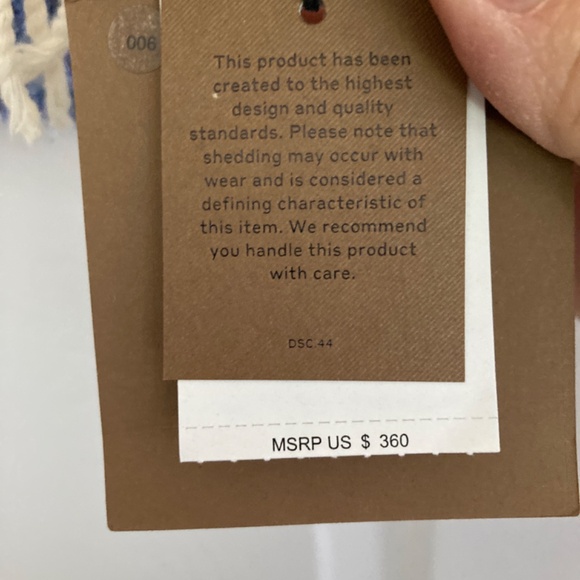 006
This product has been
created to the highest
design and quality
standards. Please note that
shedding may occur with
wear and is considered a
defining characteristic of
this item. We recommend
you handle this product
with care.
DSC.44
MSRP US $ 360